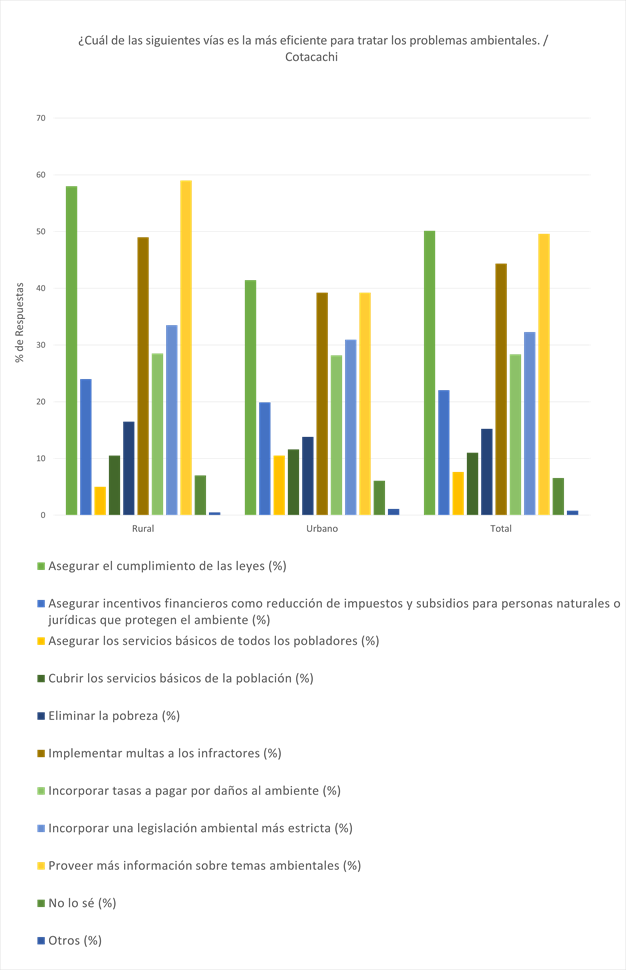 ¿Cuál de las siguientes vías es la más eficiente para tratar los problemas ambientales. /
Cotacachi
70
60
50
40
30
20
10
0
% de Respuestas
Rural
Urbano
Total
Asegurar el cumplimiento de las leyes (%)
Asegurar incentivos financieros como reducción de impuestos y subsidios para personas naturales o
jurídicas que protegen el ambiente (%)
Asegurar los servicios básicos de todos los pobladores (%)
Cubrir los servicios básicos de la población (%)
Eliminar la pobreza (%)
Implementar multas a los infractores (%)
Incorporar tasas a pagar por daños al ambiente (%)
Incorporar una legislación ambiental más estricta (%)
Proveer más información sobre temas ambientales (%)
No lo sé (%)
Otros (%)